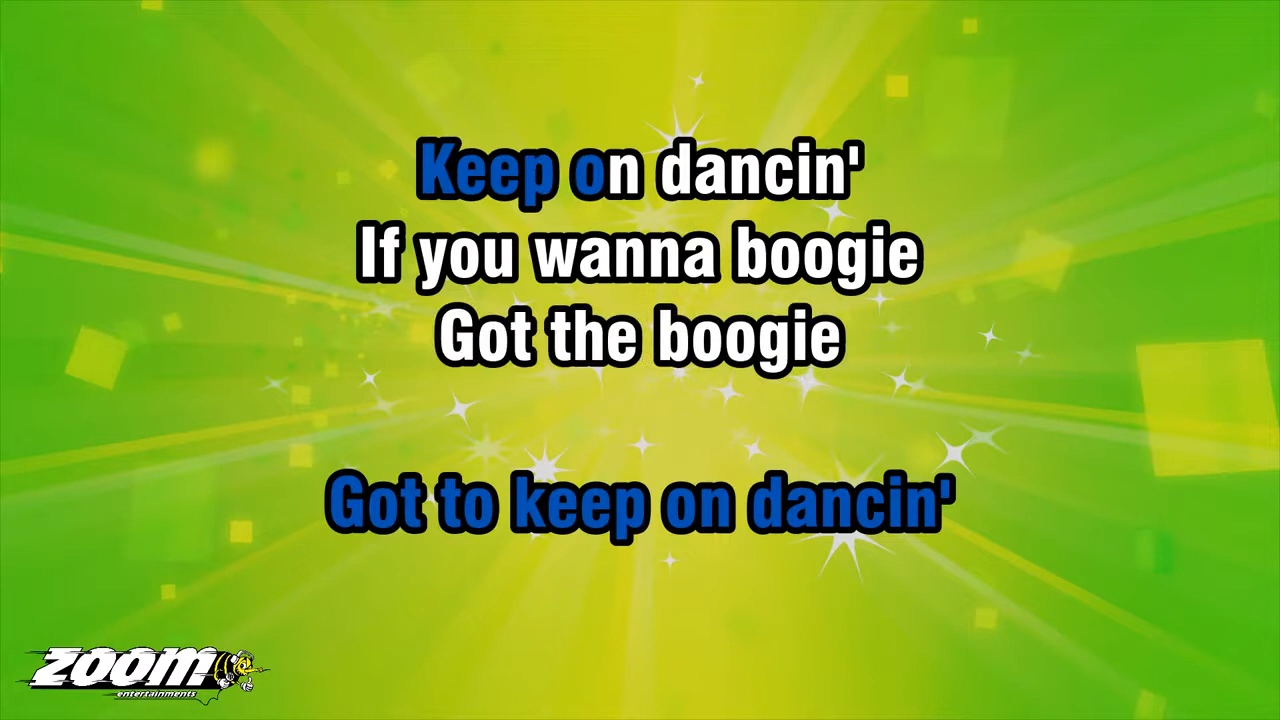 Keep on dancin'
If you wanna boogie
Got the boogie
Got to keep on dancin'
ZOOM
entertainments